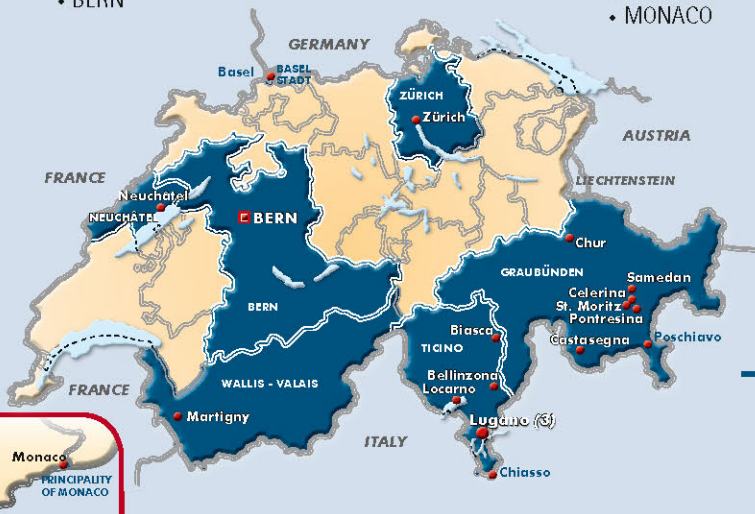 • BERN
• MONACO
GERMANY
Basel
BASEL
STADT
ZÜRICH
Zürich
AUSTRIA
FRANCE
LIECHTENSTEIN
Neuchâtel
NEUCHÂTEL
BERN
Chur
GRAUBÜNDEN
Samedan
Celerina
St. Moritz
Pontresina
BERN
Biasca
TICINO
Castasegna
Poschiavo
WALLIS - VALAIS
Bellinzona
Locarno
FRANCE
Martigny
Lugano (3)
ITALY
Monaco
PRINCIPALITY
OF MONACO
Chiasso